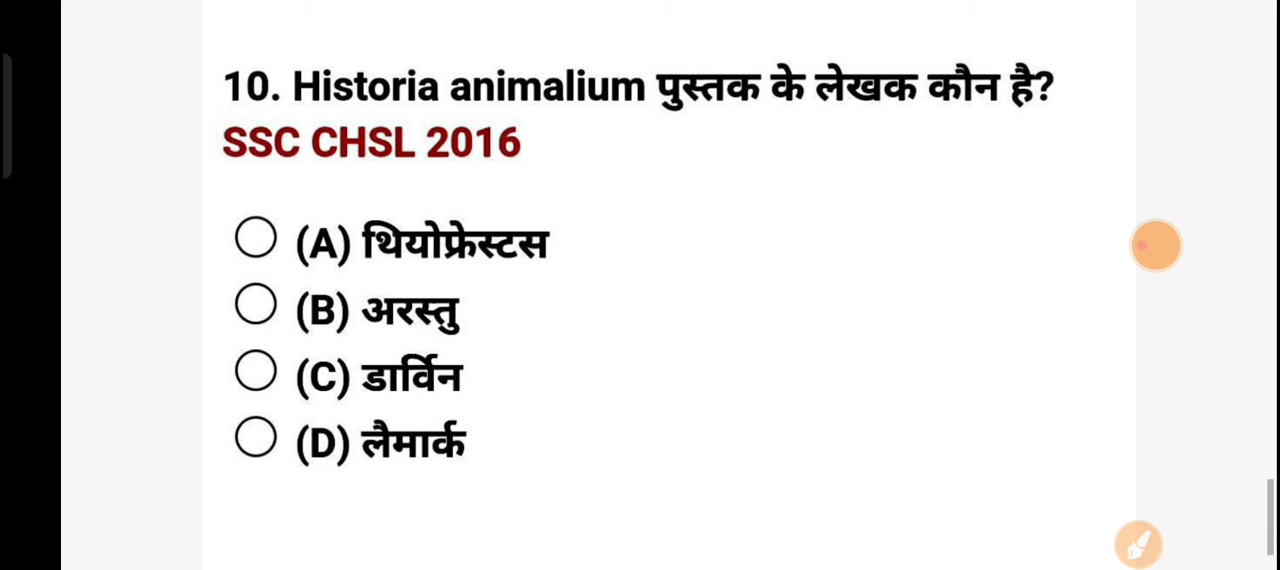 10. Historia animalium पुस्तक के लेखक कौन है?
SSC CHSL 2016
(A) थियोफ्रेस्टस
(B) अरस्तु
(C) डार्विन
(D) लैमार्क